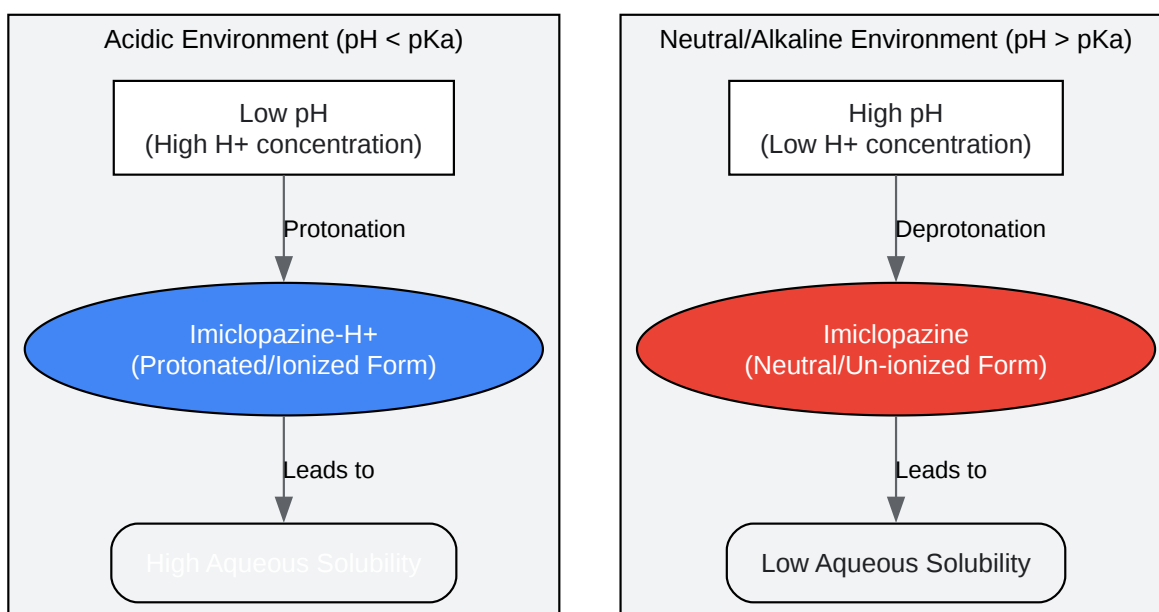 Acidic Environment (pH < pKa)
Low pH
(High H+ concentration)
Protonation
Imiclopazine-H+
(Protonated/Ionized Form)
Leads to
High Aqueous Solubility
Neutral/Alkaline Environment (pH > pKa)
High pH
(Low H+ concentration)
Deprotonation
Imiclopazine
(Neutral/Un-ionized Form)
Leads to
Low Aqueous Solubility